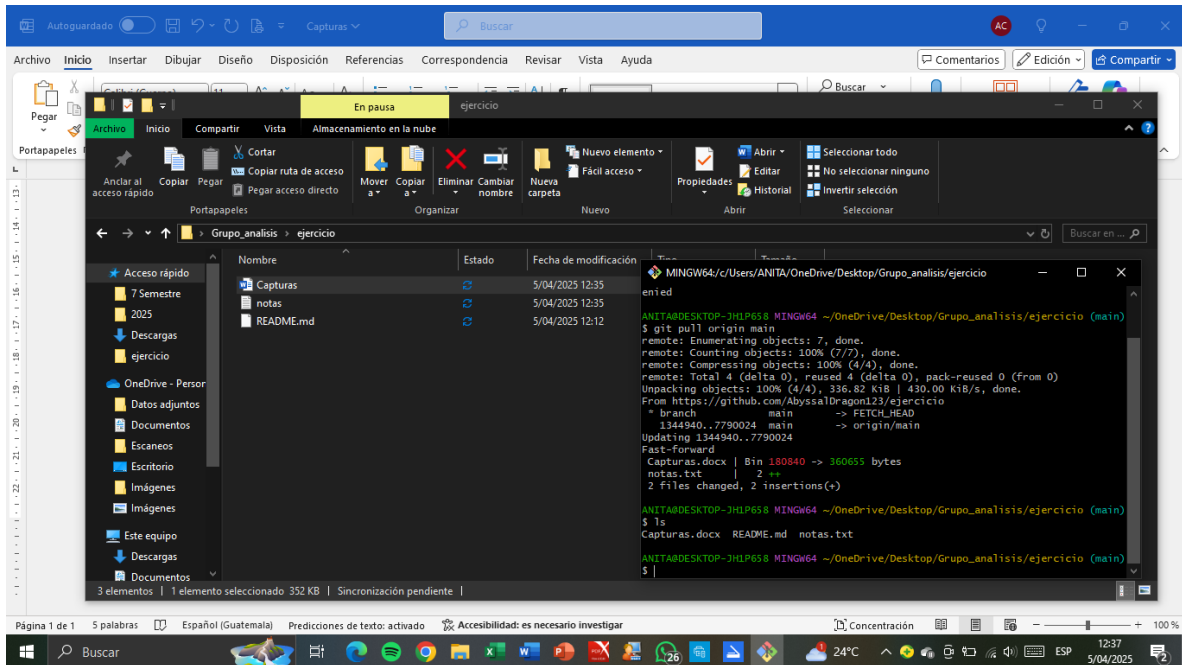 Autoguardado
Capturas
Buscar
AC
Archivo Inicio Insertar Dibujar Diseño Disposición Referencias Correspondencia Revisar Vista Ayuda
Comentarios Edición Compartir
Pegar
Portapapeles
Buscar
En pausa
ejercicio
Archivo Inicio Compartir Vista Almacenamiento en la nube
Anclar al acceso rápido
Copiar
Pegar
Cortar
Copiar ruta de acceso
Pegar acceso directo
Portapapeles
Mover a
Copiar a
Eliminar
Cambiar nombre
Organizar
Nueva carpeta
Nuevo elemento
Fácil acceso
Nuevo
Propiedades
Abrir
Editar
Historial
Abrir
Seleccionar todo
No seleccionar ninguno
Invertir selección
Seleccionar
Grupo_analisis > ejercicio
Buscar en ...
Nombre Estado Fecha de modificación Tipo Tamaño
Acceso rápido
7 Semestre
2025
Descargas
ejercicio
OneDrive - Person
Datos adjuntos
Documentos
Escaneos
Escritorio
Imágenes
Imágenes
Este equipo
Descargas
Documentos
Capturas 5/04/2025 12:35
notas 5/04/2025 12:35
README.md 5/04/2025 12:12
3 elementos | 1 elemento seleccionado 352 KB | Sincronización pendiente |
MINGW64:/c/Users/ANITA/OneDrive/Desktop/Grupo_analisis/ejercicio
enied
ANITA@DESKTOP-JH1P658 MINGW64 ~/OneDrive/Desktop/Grupo_analisis/ejercicio (main)
$ git pull origin main
remote: Enumerating objects: 7, done.
remote: Counting objects: 100% (7/7), done.
remote: Compressing objects: 100% (4/4), done.
remote: Total 4 (delta 0), reused 4 (delta 0), pack-reused 0 (from 0)
Unpacking objects: 100% (4/4), 336.82 KiB | 430.00 KiB/s, done.
From https://github.com/AbyssalDragon123/ejercicio
* branch main -> FETCH_HEAD
1344940..7790024 main -> origin/main
Updating 1344940..7790024
Fast-forward
Capturas.docx | Bin 180840 -> 360655 bytes
notas.txt | 2 ++
2 files changed, 2 insertions(+)
ANITA@DESKTOP-JH1P658 MINGW64 ~/OneDrive/Desktop/Grupo_analisis/ejercicio (main)
$ ls
Capturas.docx README.md notas.txt
ANITA@DESKTOP-JH1P658 MINGW64 ~/OneDrive/Desktop/Grupo_analisis/ejercicio (main)
$
Página 1 de 1 5 palabras Español (Guatemala) Predicciones de texto: activado Accesibilidad: es necesario investigar Concentración 100 %
Buscar
26
24°C
ESP
12:37
5/04/2025
2